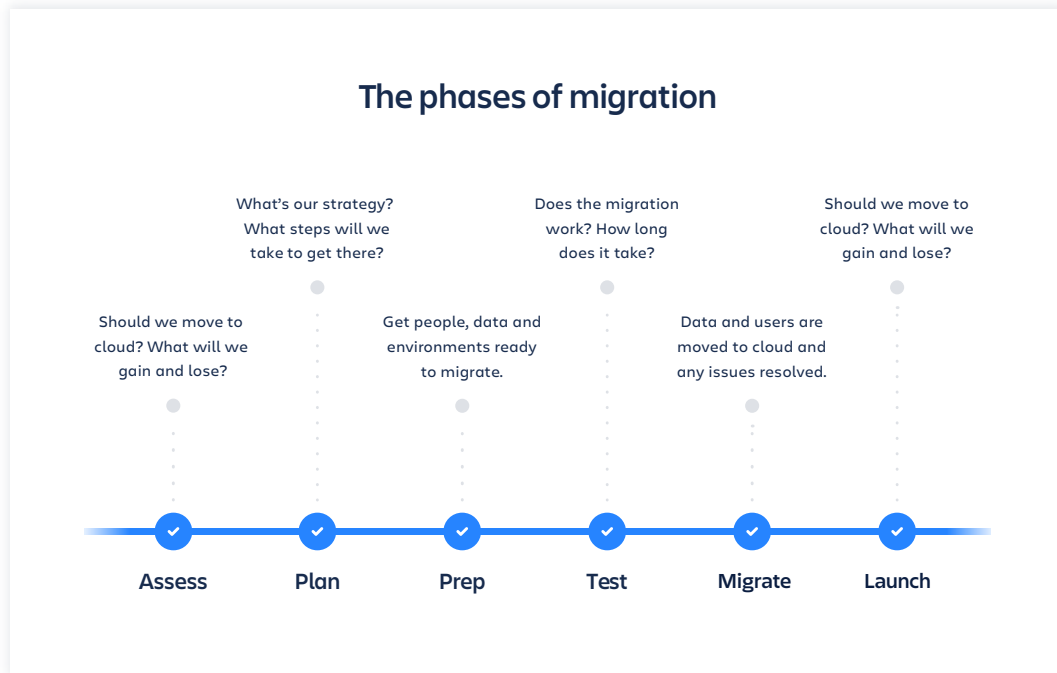 The phases of migration
Should we move to
cloud? What will we
gain and lose?
What's our strategy?
What steps will we
take to get there?
Get people, data and
environments ready
to migrate.
Does the migration
work? How long
does it take?
Data and users are
moved to cloud and
any issues resolved.
Should we move to
cloud? What will we
gain and lose?
Assess
Plan
Prep
Test
Migrate
Launch